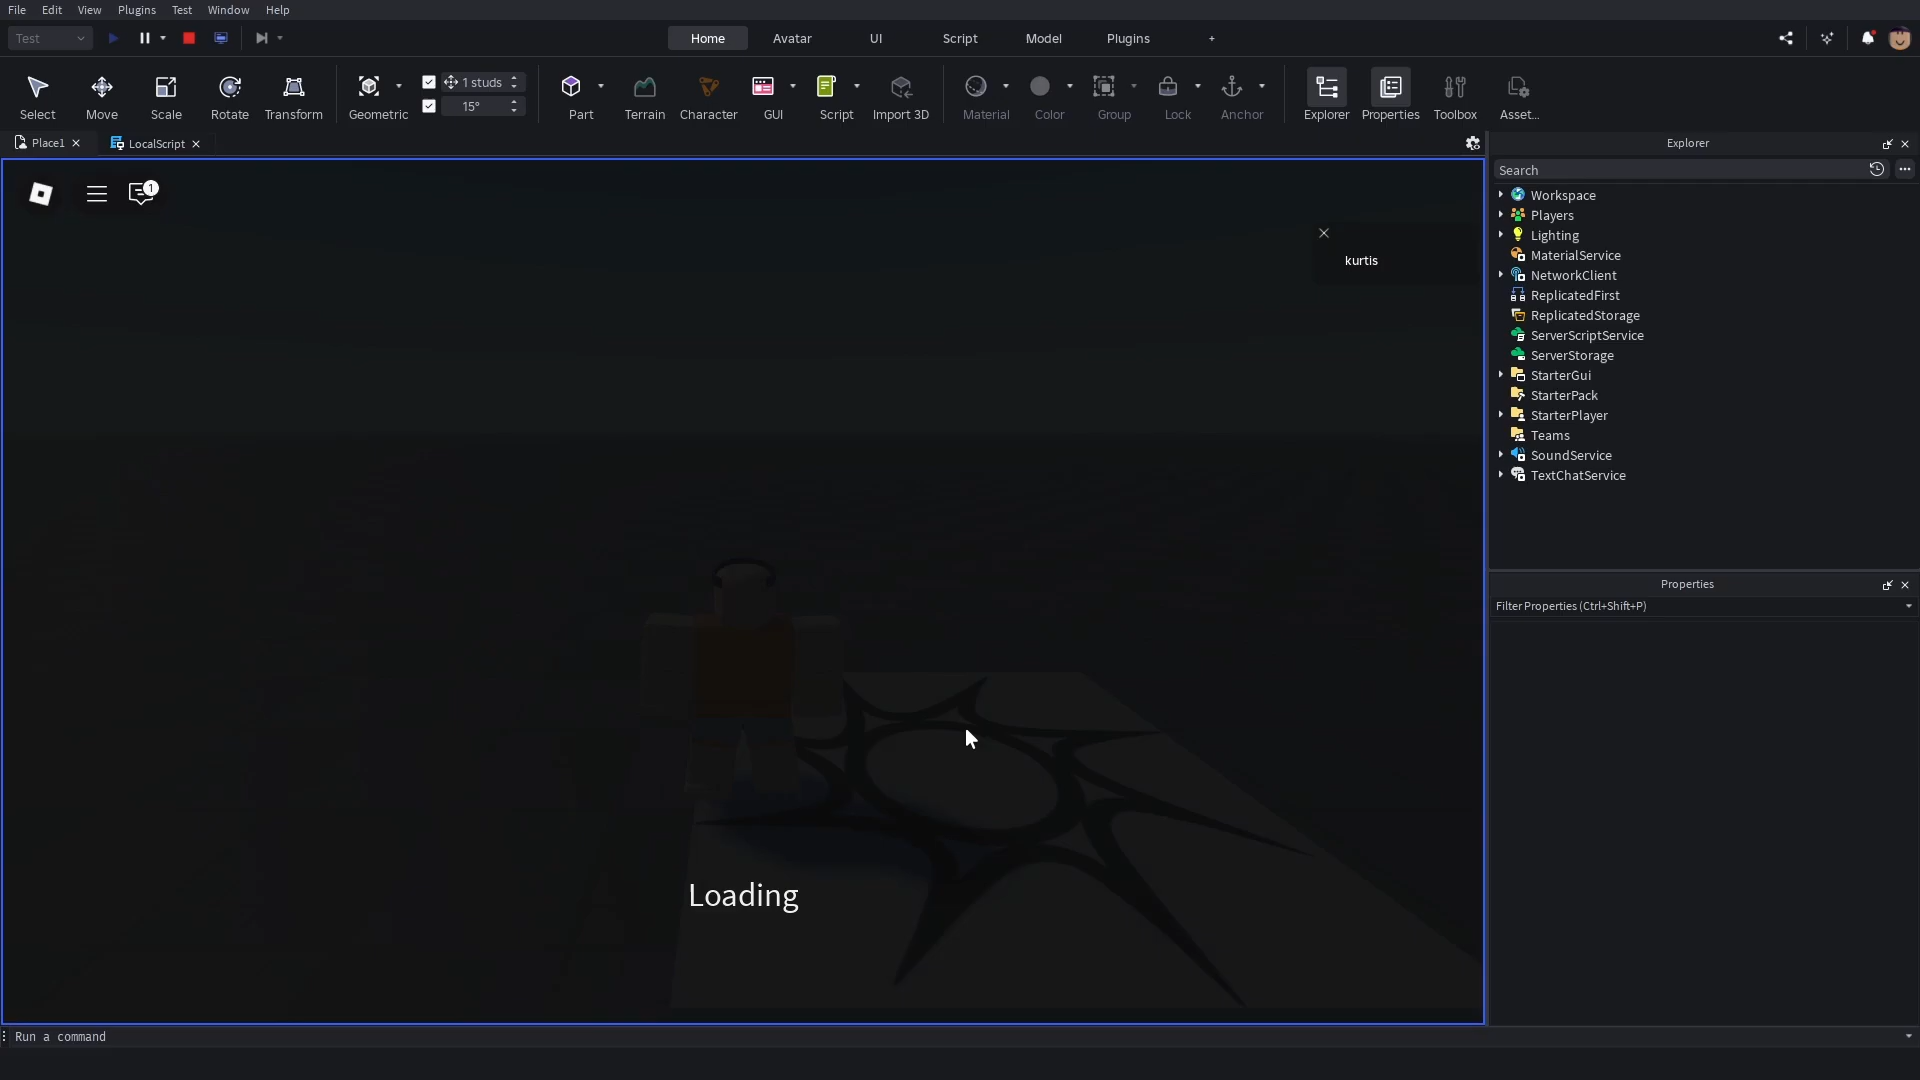 File Edit View Plugins Test Window Help
Test Home Avatar UI Script Model Plugins +
1 studs
15°
Select Move Scale Rotate Transform Geometric Part Terrain Character GUI Script Import 3D Material Color Group Lock Anchor Explorer Properties Toolbox Asset...
Place1 LocalScript
Explorer
Search
1
Workspace
Players
Lighting
MaterialService
NetworkClient
ReplicatedFirst
ReplicatedStorage
ServerScriptService
ServerStorage
StarterGui
StarterPack
StarterPlayer
Teams
SoundService
TextChatService
kurtis
Properties
Filter Properties (Ctrl+Shift+P)
Loading
Run a command